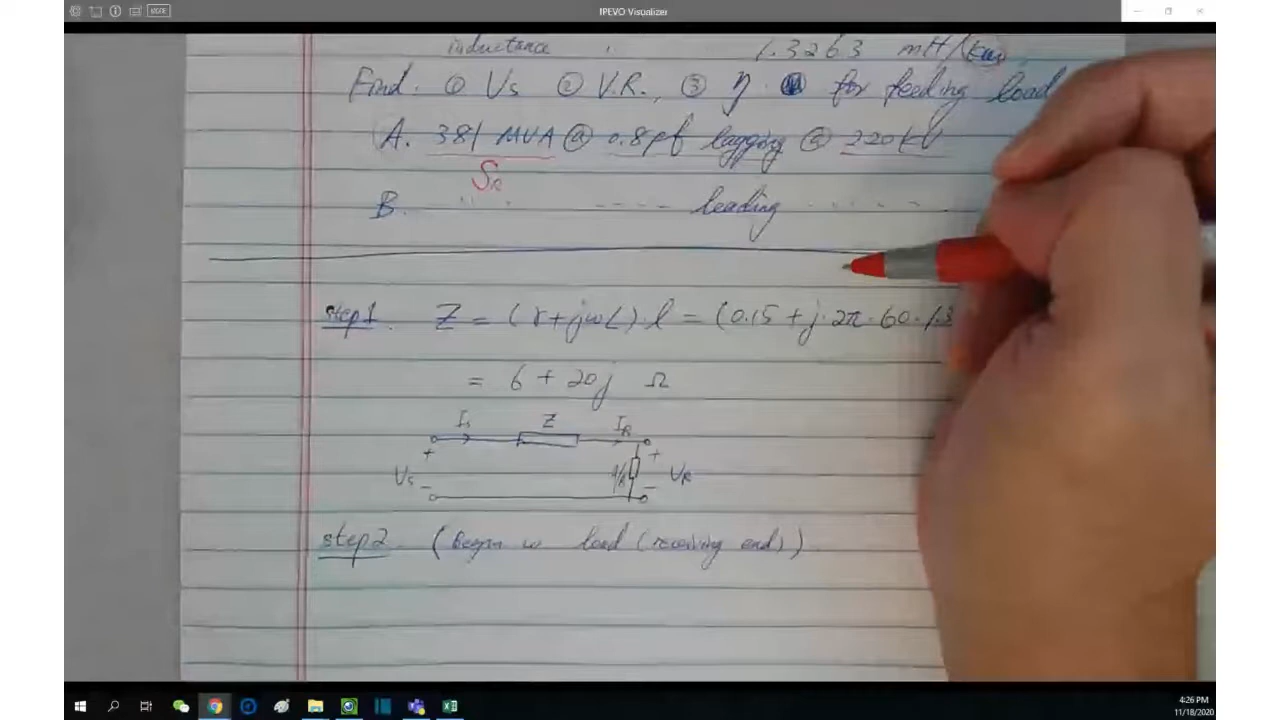 IPEVO Visualizer
MODE
inductance : 1.3263 mH/km
Find. ① Vs ② V.R., ③ η. for feeding load
A. 381 MVA @ 0.8 pf lagging @ 220 kV
SR
B. .... ---- leading .....
step1. Z = (r+jωL)·l = (0.15 + j·2π·60·1.3
= 6 + 20j Ω
Is Z IR
+ +
Vs VR
- -
step2. (Begin w load (receiving end))
4:26 PM
11/18/2020